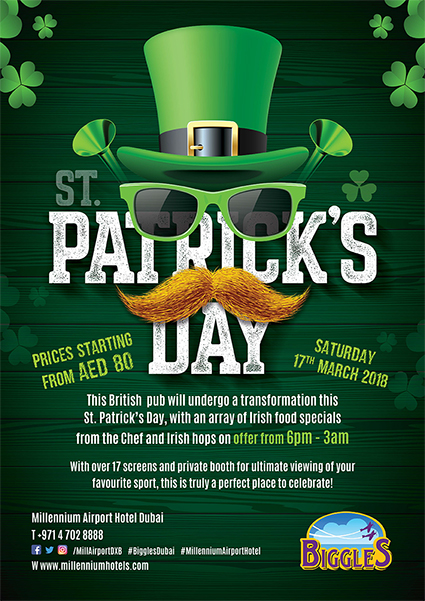 ST.
PATRICK'S
DAY
PRICES STARTING
FROM AED 80
SATURDAY
17TH MARCH 2018
This British pub will undergo a transformation this
St. Patrick's Day, with an array of Irish food specials
from the Chef and Irish hops on offer from 6pm - 3am
With over 17 screens and private booth for ultimate viewing of your
favourite sport, this is truly a perfect place to celebrate!
Millennium Airport Hotel Dubai
T +971 4 702 8888
/MillAirportDXB #BigglesDubai #MillenniumAirportHotel
W www.millenniumhotels.com
BIGGLES